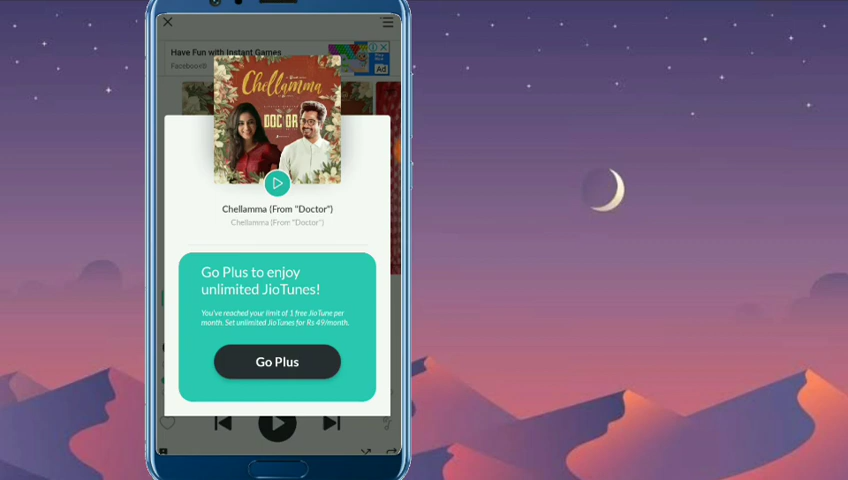 Have Fun with Instant Games
Facebook®
Ad
Chellamma
DOCTOR
Chellamma (From "Doctor")
Chellamma (From "Doctor")
Go Plus to enjoy
unlimited JioTunes!
You've reached your limit of 1 free JioTune per
month. Set unlimited JioTunes for Rs 49/month.
Go Plus